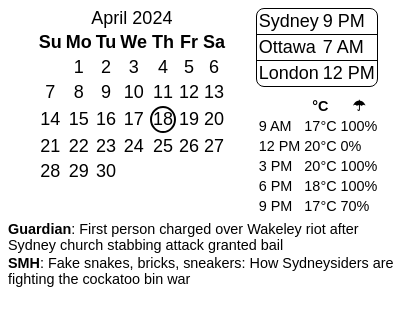 April 2024
Su Mo Tu We Th Fr Sa
1 2 3 4 5 6
7 8 9 10 11 12 13
14 15 16 17 18 19 20
21 22 23 24 25 26 27
28 29 30
Sydney 9 PM
Ottawa 7 AM
London 12 PM
°C ☂
9 AM 17°C 100%
12 PM 20°C 0%
3 PM 20°C 100%
6 PM 18°C 100%
9 PM 17°C 70%
Guardian: First person charged over Wakeley riot after
Sydney church stabbing attack granted bail
SMH: Fake snakes, bricks, sneakers: How Sydneysiders are
fighting the cockatoo bin war